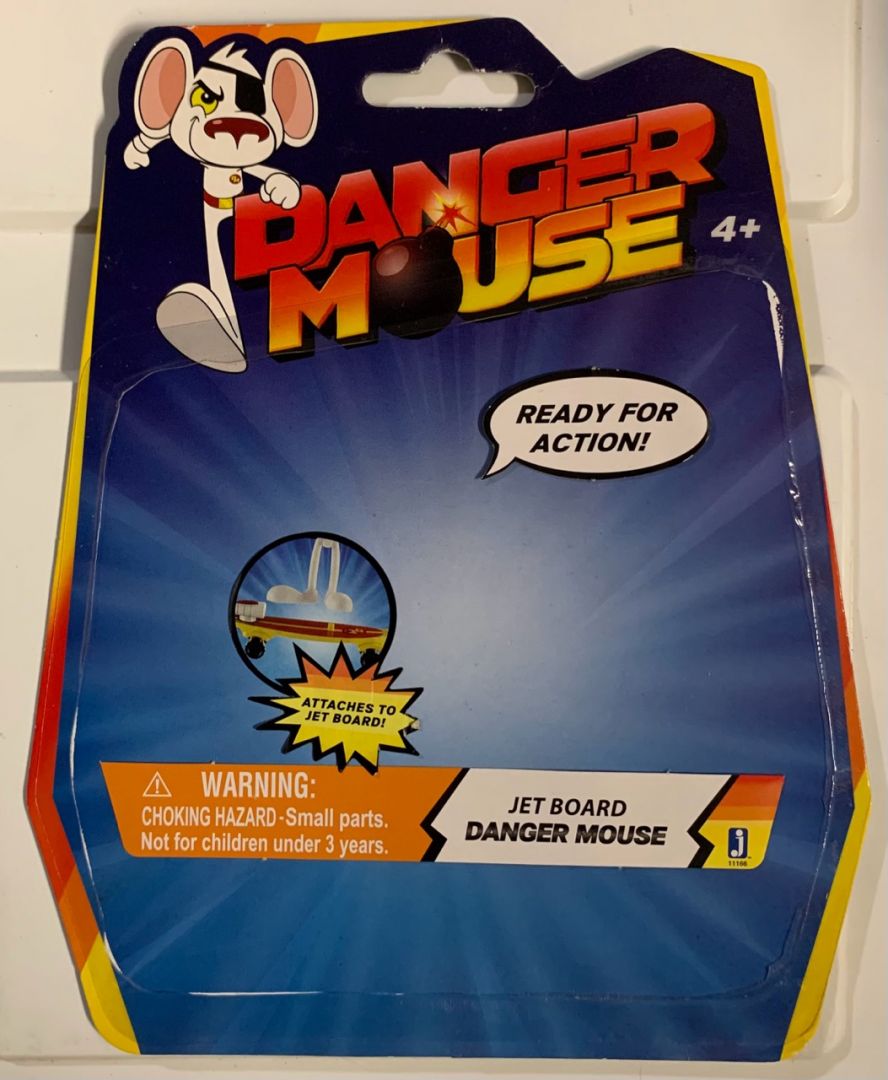 DANGER
MOUSE
4+
READY FOR
ACTION!
ATTACHES TO
JET BOARD!
⚠ WARNING:
CHOKING HAZARD-Small parts.
Not for children under 3 years.
JET BOARD
DANGER MOUSE
j
11166